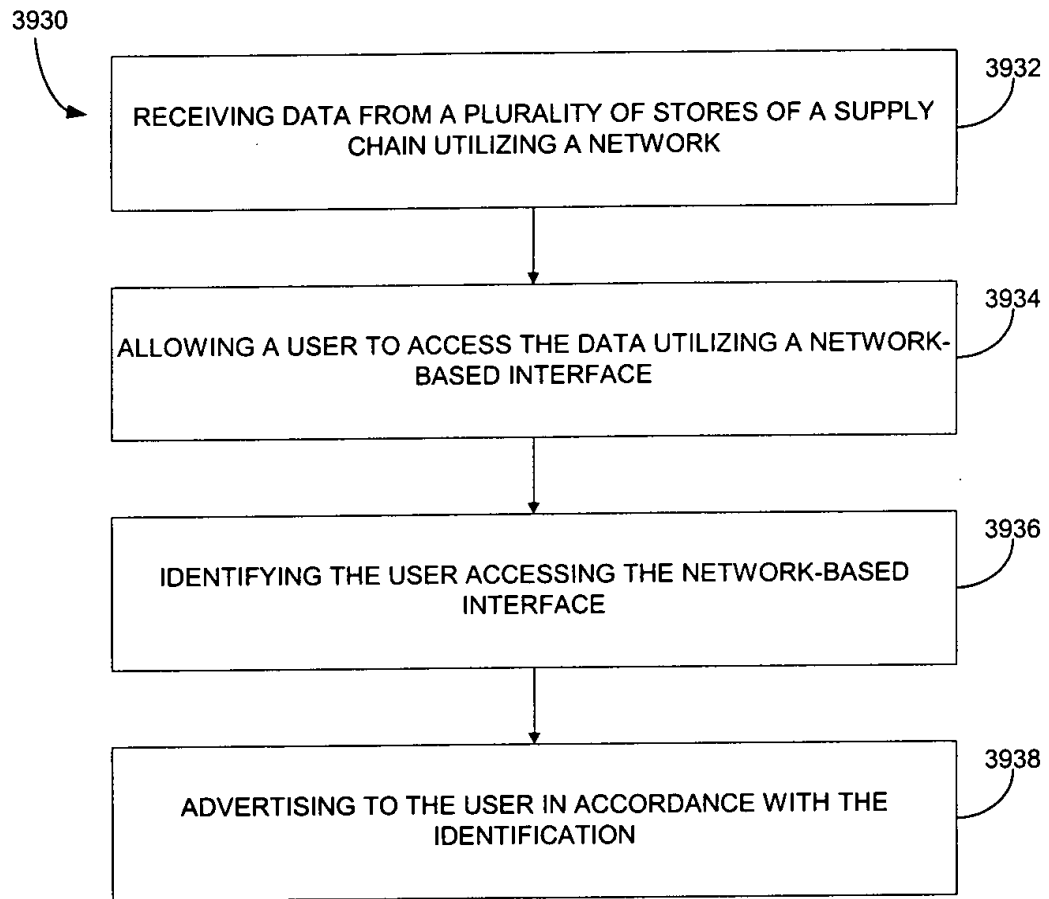 3930
3932
RECEIVING DATA FROM A PLURALITY OF STORES OF A SUPPLY
CHAIN UTILIZING A NETWORK
3934
ALLOWING A USER TO ACCESS THE DATA UTILIZING A NETWORK-
BASED INTERFACE
3936
IDENTIFYING THE USER ACCESSING THE NETWORK-BASED
INTERFACE
3938
ADVERTISING TO THE USER IN ACCORDANCE WITH THE
IDENTIFICATION